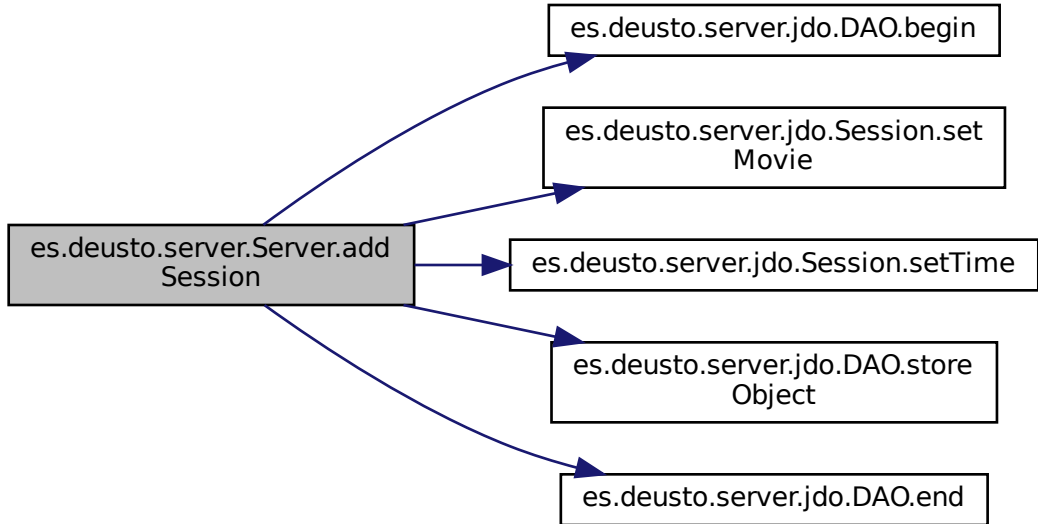 es.deusto.server.jdo.DAO.begin
es.deusto.server.jdo.Session.set
Movie
es.deusto.server.Server.add
Session
es.deusto.server.jdo.Session.setTime
es.deusto.server.jdo.DAO.store
Object
es.deusto.server.jdo.DAO.end